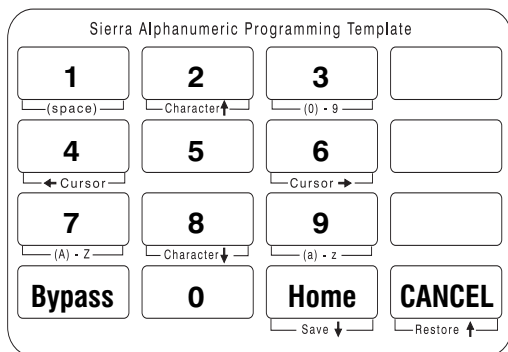 Sierra Alphanumeric Programming Template
1 2 3
(space) Character↑ (0) - 9
4 5 6
←Cursor Cursor→
7 8 9
(A) - Z Character↓ (a) - z
Bypass 0 Home CANCEL
Save ↓ Restore ↑